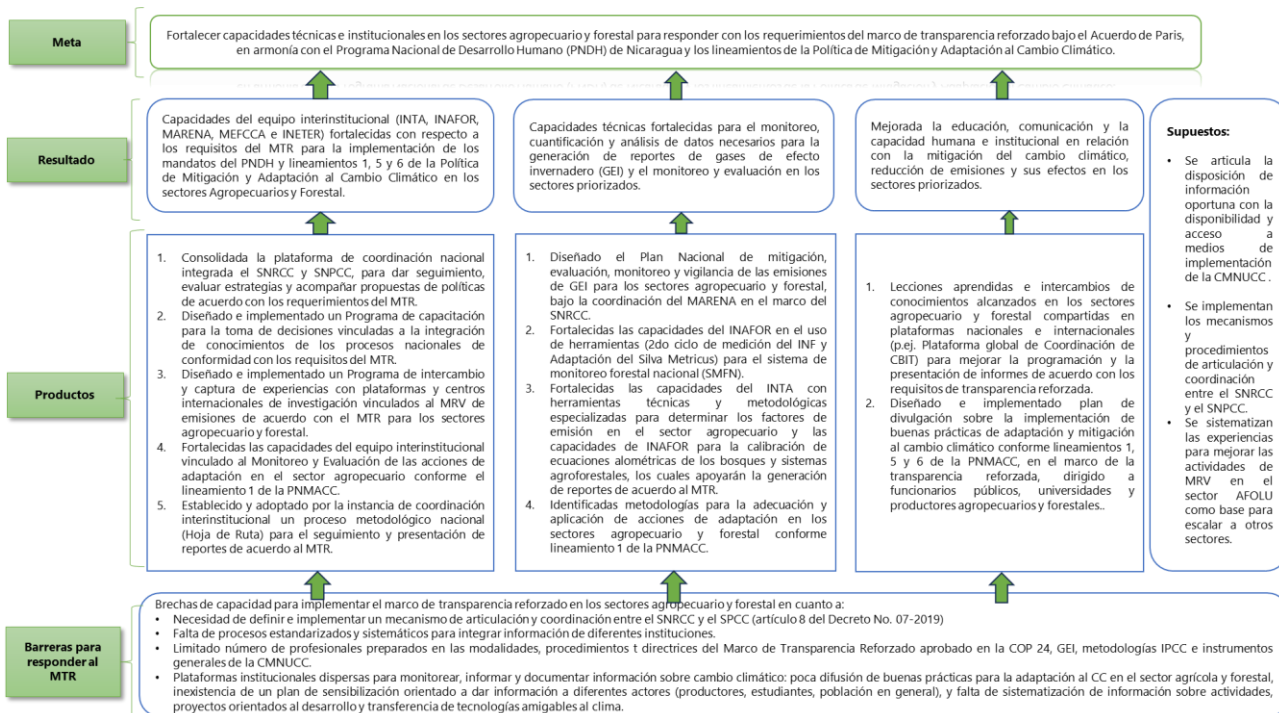 Meta
Fortalecer capacidades técnicas e institucionales en los sectores agropecuario y forestal para responder con los requerimientos del marco de transparencia reforzado bajo el Acuerdo de Paris,
en armonía con el Programa Nacional de Desarrollo Humano (PNDH) de Nicaragua y los lineamientos de la Política de Mitigación y Adaptación al Cambio Climático.
Resultado
Capacidades del equipo interinstitucional (INTA, INAFOR,
MARENA, MEFCCA e INETER) fortalecidas con respecto a
los requisitos del MTR para la implementación de los
mandatos del PNDH y lineamientos 1, 5 y 6 de la Política
de Mitigación y Adaptación al Cambio Climático en los
sectores Agropecuarios y Forestal.
Capacidades técnicas fortalecidas para el monitoreo,
cuantificación y análisis de datos necesarios para la
generación de reportes de gases de efecto
invernadero (GEI) y el monitoreo y evaluación en los
sectores priorizados.
Mejorada la educación, comunicación y la
capacidad humana e institucional en relación
con la mitigación del cambio climático,
reducción de emisiones y sus efectos en los
sectores priorizados.
Productos
1. Consolidada la plataforma de coordinación nacional
integrada el SNRCC y SNPCC, para dar seguimiento,
evaluar estrategias y acompañar propuestas de políticas
de acuerdo con los requerimientos del MTR.
2. Diseñado e implementado un Programa de capacitación
para la toma de decisiones vinculadas a la integración
de conocimientos de los procesos nacionales de
conformidad con los requisitos del MTR.
3. Diseñado e implementado un Programa de intercambio
y captura de experiencias con plataformas y centros
internacionales de investigación vinculados al MRV de
emisiones de acuerdo con el MTR para los sectores
agropecuario y forestal.
4. Fortalecidas las capacidades del equipo interinstitucional
vinculado al Monitoreo y Evaluación de las acciones de
adaptación en el sector agropecuario conforme el
lineamiento 1 de la PNMACC.
5. Establecido y adoptado por la instancia de coordinación
interinstitucional un proceso metodológico nacional
(Hoja de Ruta) para el seguimiento y presentación de
reportes de acuerdo al MTR.
1. Diseñado el Plan Nacional de mitigación,
evaluación, monitoreo y vigilancia de las emisiones
de GEI para los sectores agropecuario y forestal,
bajo la coordinación del MARENA en el marco del
SNRCC.
2. Fortalecidas las capacidades del INAFOR en el uso
de herramientas (2do ciclo de medición del INF y
Adaptación del Silva Metricus) para el sistema de
monitoreo forestal nacional (SMFN).
3. Fortalecidas las capacidades del INTA con
herramientas técnicas y metodológicas
especializadas para determinar los factores de
emisión en el sector agropecuario y las
capacidades de INAFOR para la calibración de
ecuaciones alométricas de los bosques y sistemas
agroforestales, los cuales apoyarán la generación
de reportes de acuerdo al MTR.
4. Identificadas metodologías para la adecuación y
aplicación de acciones de adaptación en los
sectores agropecuario y forestal conforme
lineamiento 1 de la PNMACC.
1. Lecciones aprendidas e intercambios de
conocimientos alcanzados en los sectores
agropecuario y forestal compartidas en
plataformas nacionales e internacionales
(p.ej. Plataforma global de Coordinación de
CBIT) para mejorar la programación y la
presentación de informes de acuerdo con los
requisitos de transparencia reforzada.
2. Diseñado e implementado plan de
divulgación sobre la implementación de
buenas prácticas de adaptación y mitigación
al cambio climático conforme lineamientos 1,
5 y 6 de la PNMACC, en el marco de la
transparencia reforzada, dirigido a
funcionarios públicos, universidades y
productores agropecuarios y forestales..
Supuestos:
• Se articula la
disposición de
información
oportuna con la
disponibilidad y
acceso a
medios de
implementación
de la CMNUCC .
• Se implementan
los mecanismos
y
procedimientos
de articulación y
coordinación
entre el SNRCC
y el SNPCC.
• Se sistematizan
las experiencias
para mejorar las
actividades de
MRV en el
sector AFOLU
como base para
escalar a otros
sectores.
Barreras para
responder al
MTR
Brechas de capacidad para implementar el marco de transparencia reforzado en los sectores agropecuario y forestal en cuanto a:
• Necesidad de definir e implementar un mecanismo de articulación y coordinación entre el SNRCC y el SPCC (artículo 8 del Decreto No. 07-2019)
• Falta de procesos estandarizados y sistemáticos para integrar información de diferentes instituciones.
• Limitado número de profesionales preparados en las modalidades, procedimientos t directrices del Marco de Transparencia Reforzado aprobado en la COP 24, GEI, metodologías IPCC e instrumentos
generales de la CMNUCC.
• Plataformas institucionales dispersas para monitorear, informar y documentar información sobre cambio climático: poca difusión de buenas prácticas para la adaptación al CC en el sector agrícola y forestal,
inexistencia de un plan de sensibilización orientado a dar información a diferentes actores (productores, estudiantes, población en general), y falta de sistematización de información sobre actividades,
proyectos orientados al desarrollo y transferencia de tecnologías amigables al clima.